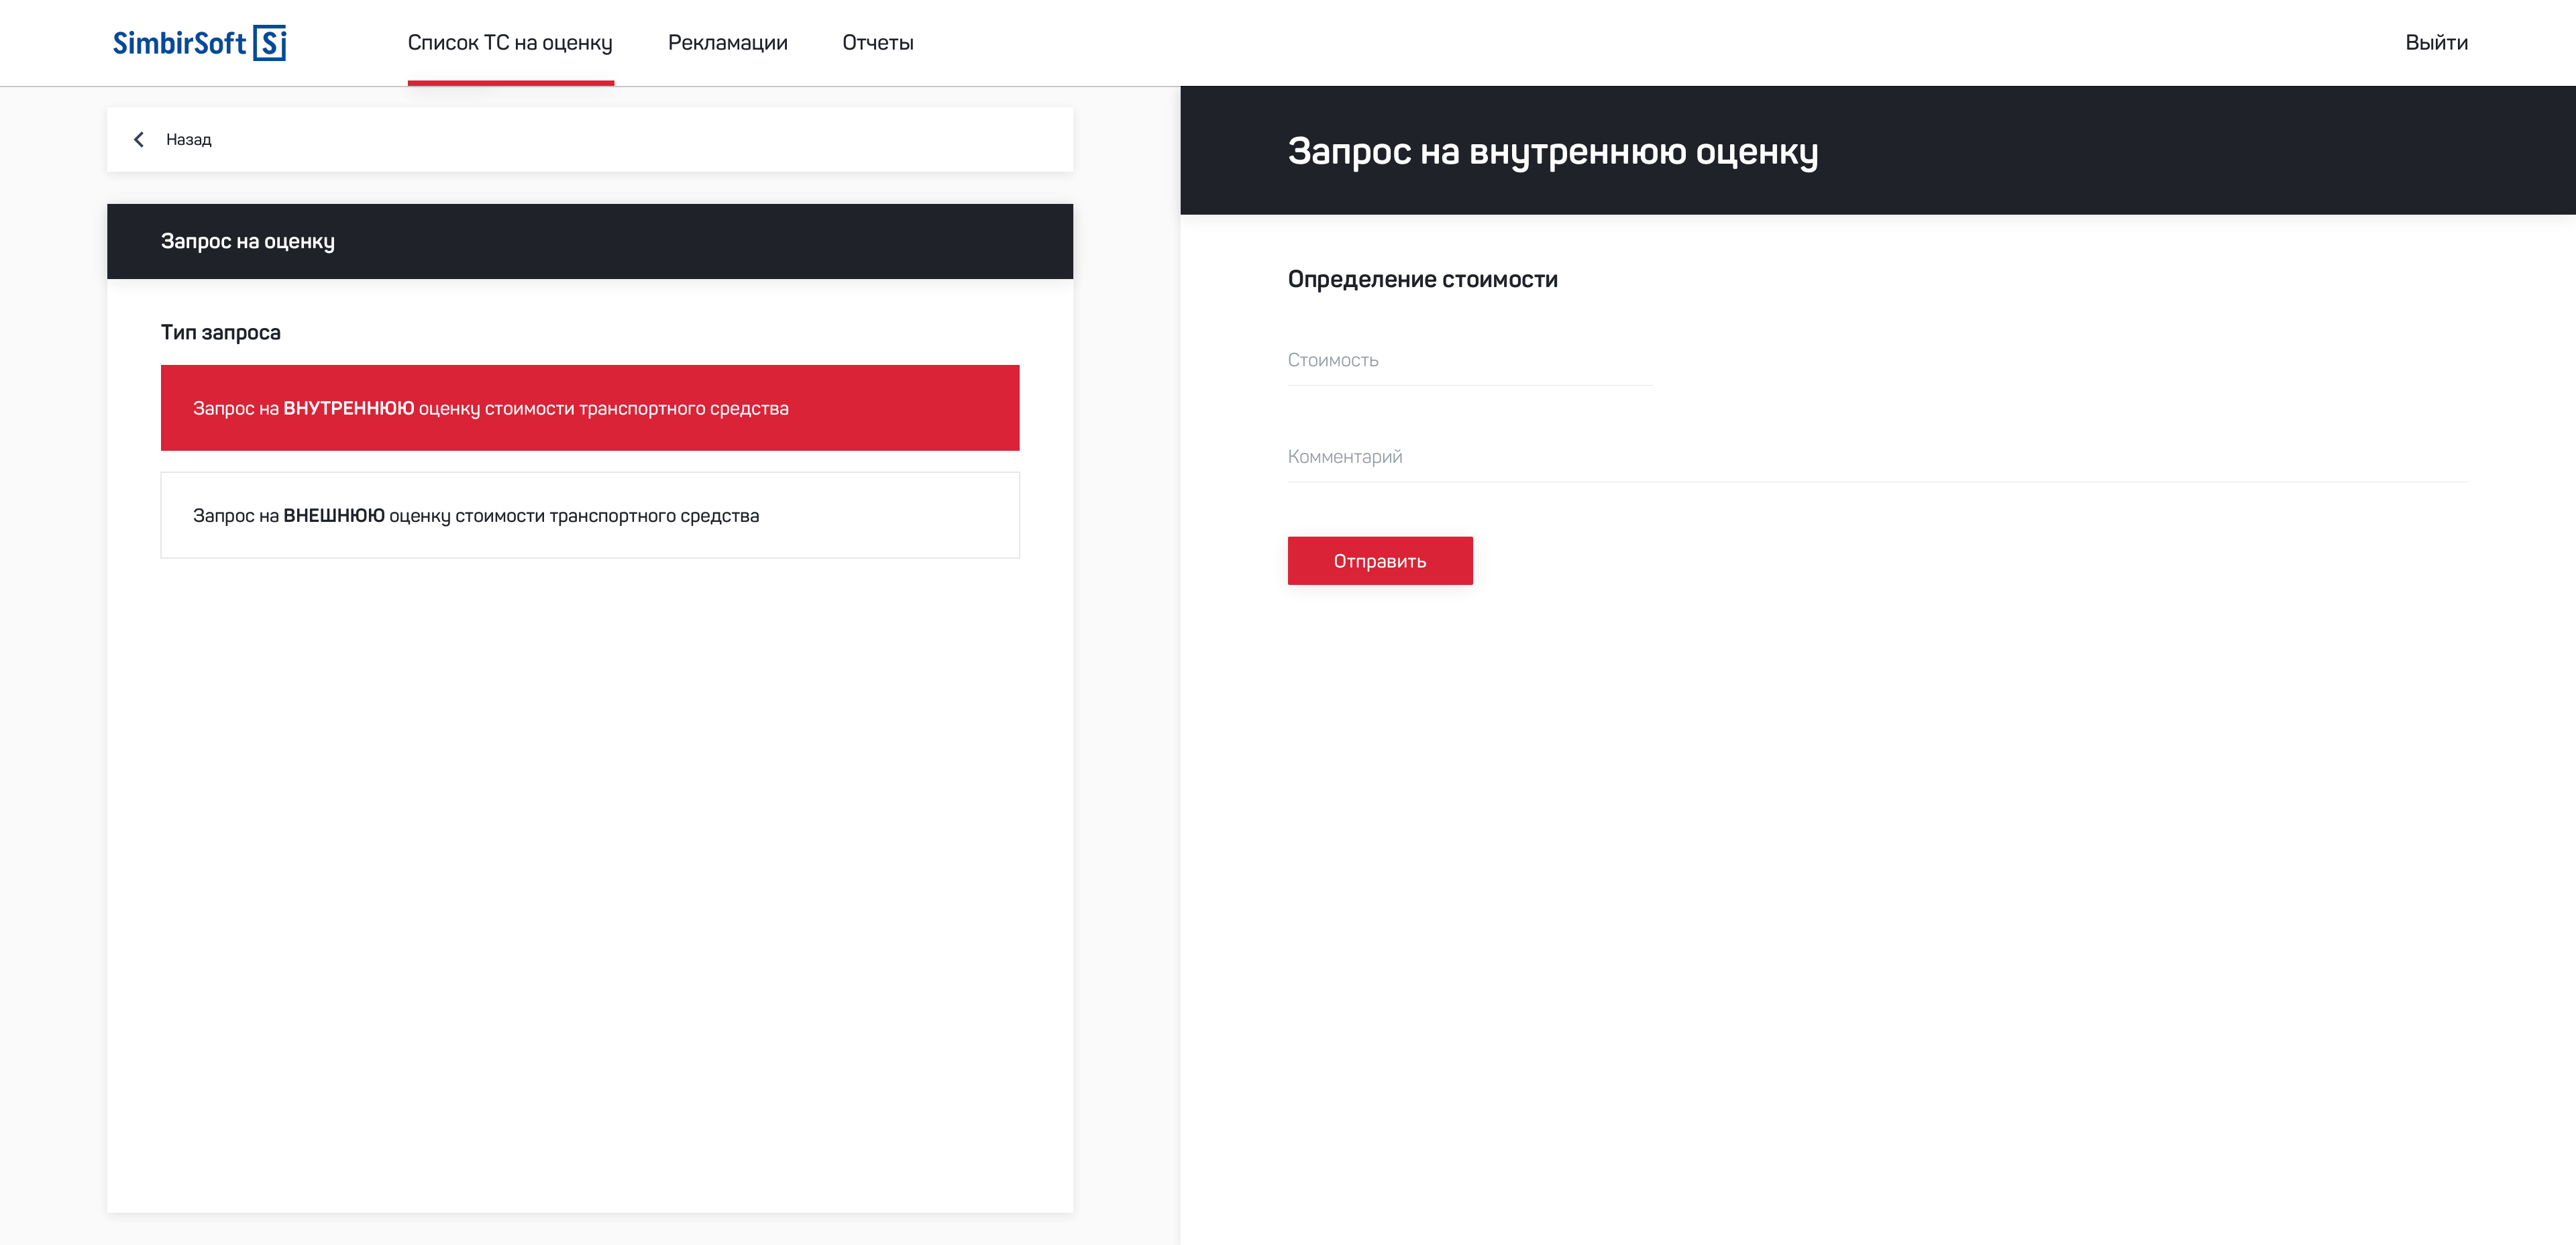 SimbirSoft Si
Список ТС на оценку
Рекламации
Отчеты
Выйти
Назад
Запрос на оценку
Тип запроса
Запрос на ВНУТРЕННЮЮ оценку стоимости транспортного средства
Запрос на ВНЕШНЮЮ оценку стоимости транспортного средства
Запрос на внутреннюю оценку
Определение стоимости
Стоимость
Комментарий
Отправить